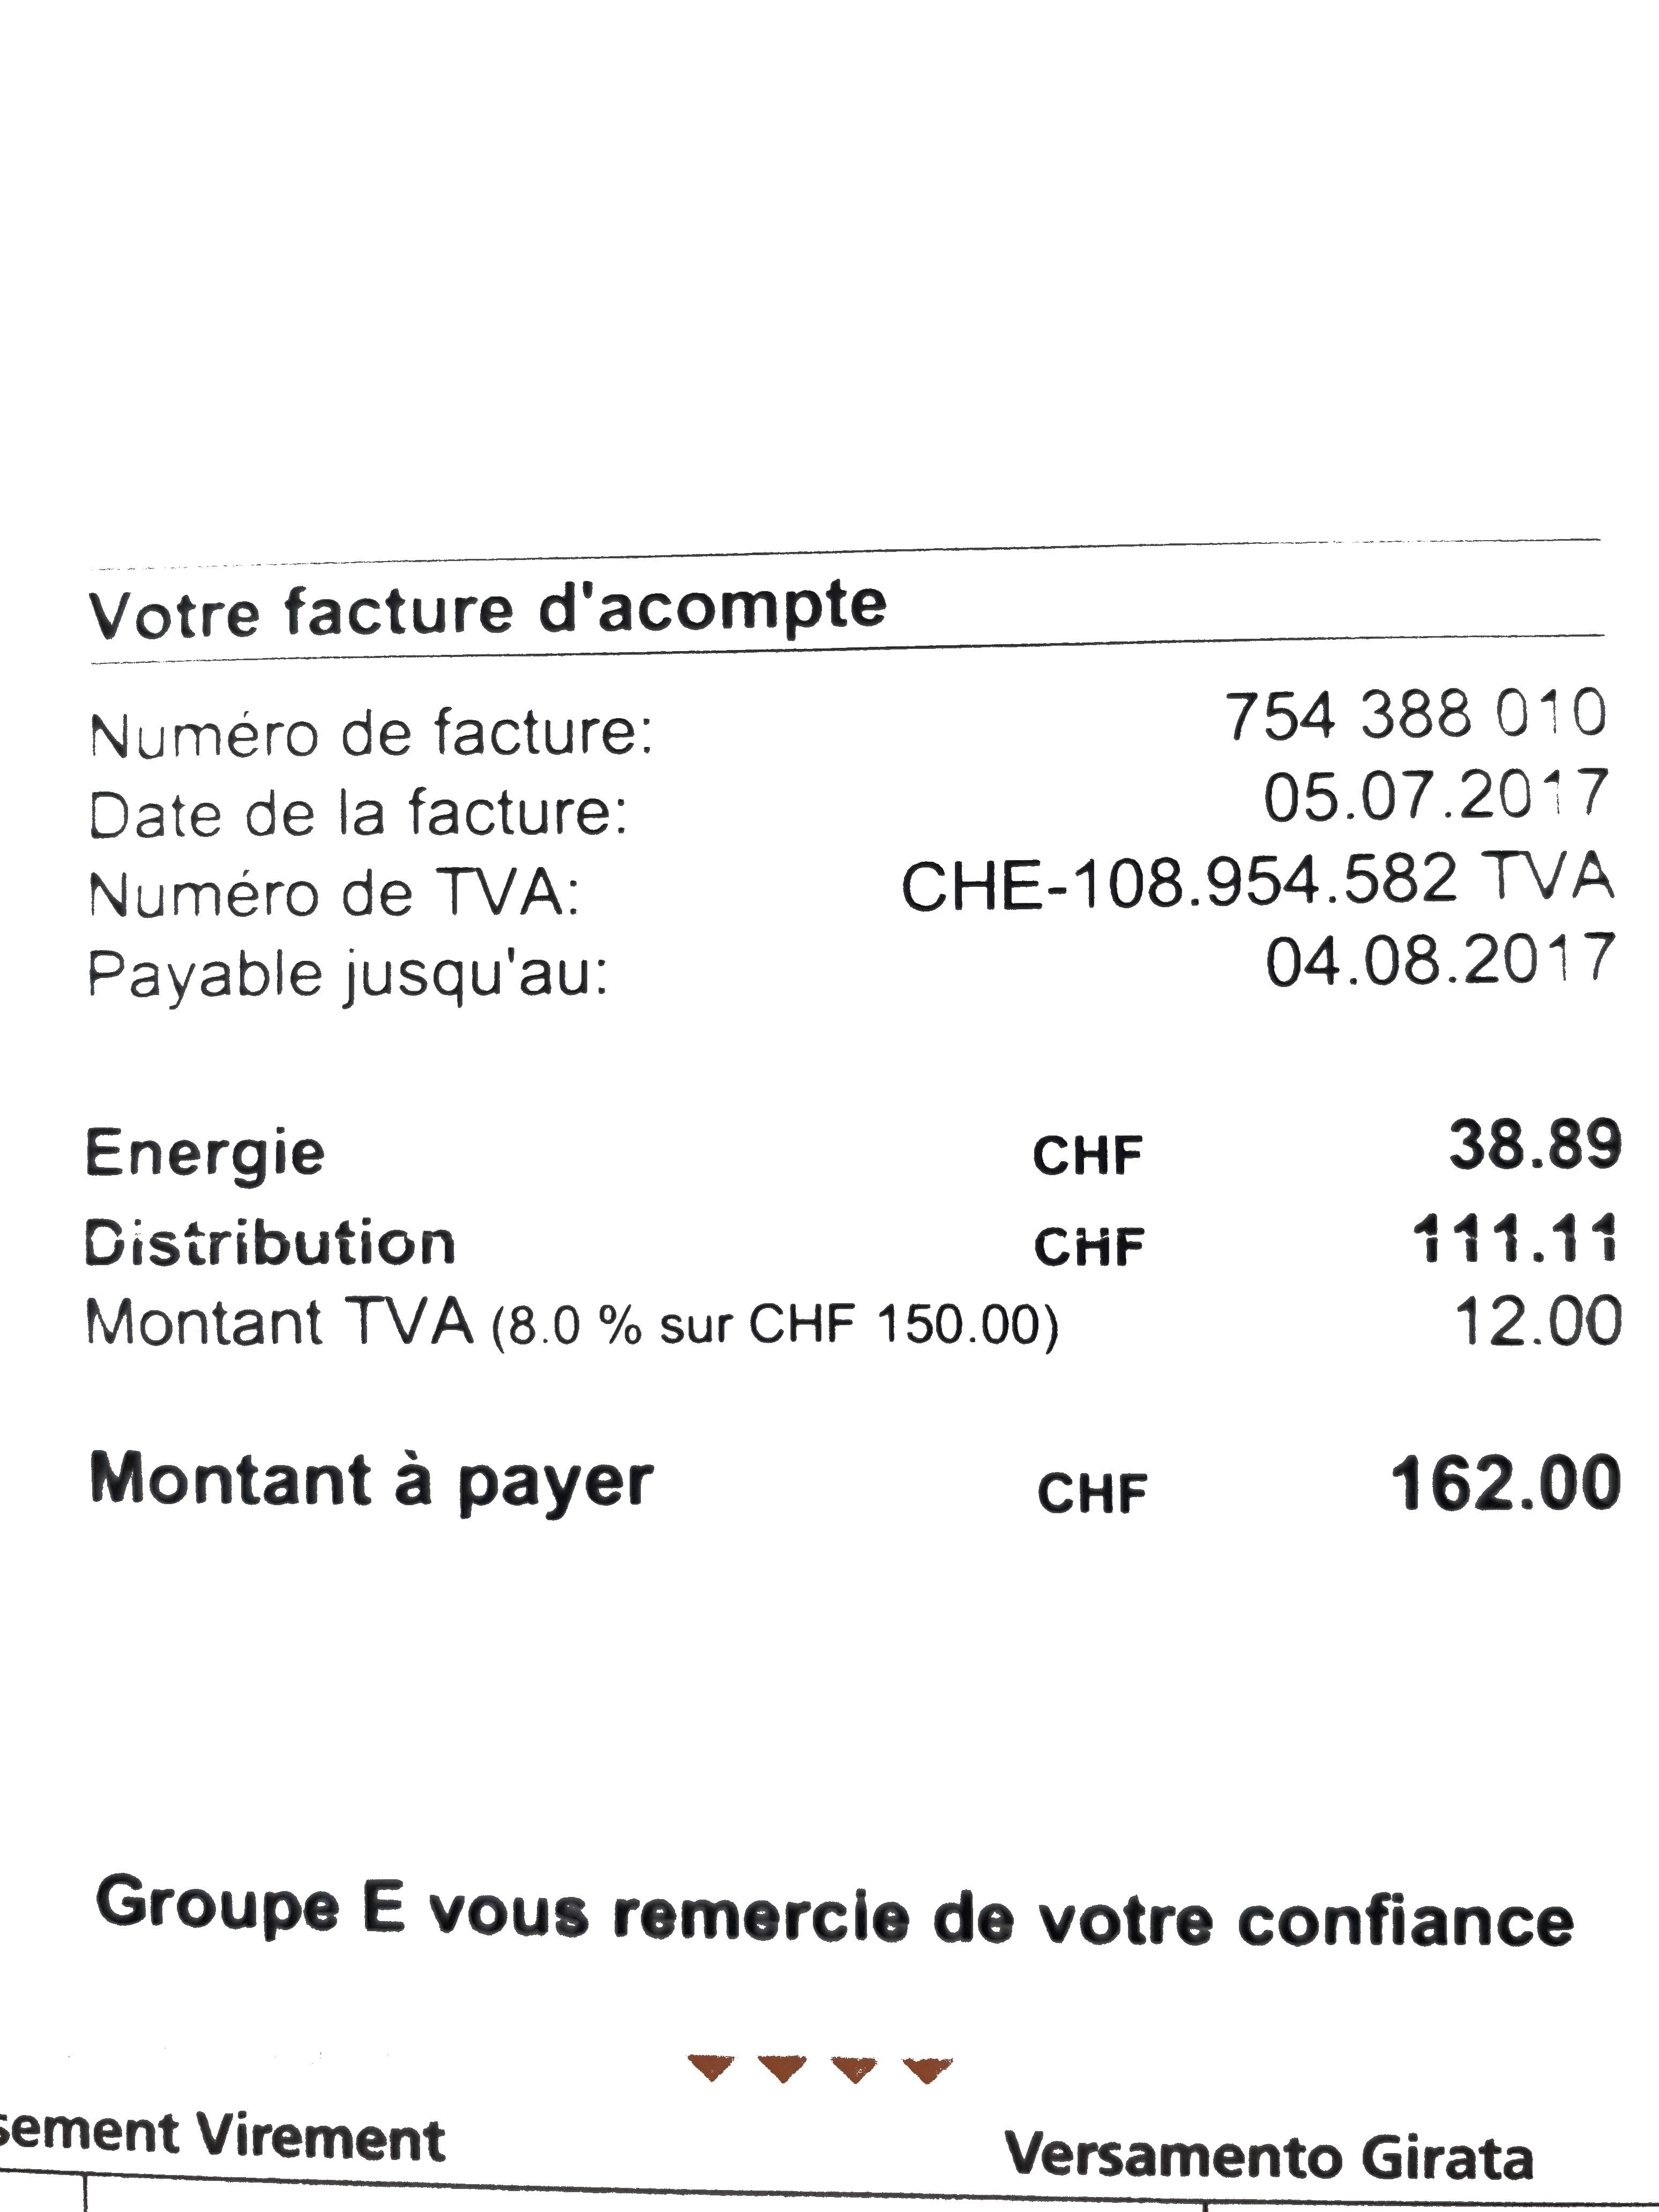 Votre facture d'acompte
Numéro de facture: 754 388 010
Date de la facture: 05.07.2017
Numéro de TVA: CHE-108.954.582 TVA
Payable jusqu'au: 04.08.2017
Energie CHF 38.89
Distribution CHF 111.11
Montant TVA (8.0 % sur CHF 150.00) 12.00
Montant à payer CHF 162.00
Groupe E vous remercie de votre confiance
sement Virement Versamento Girata